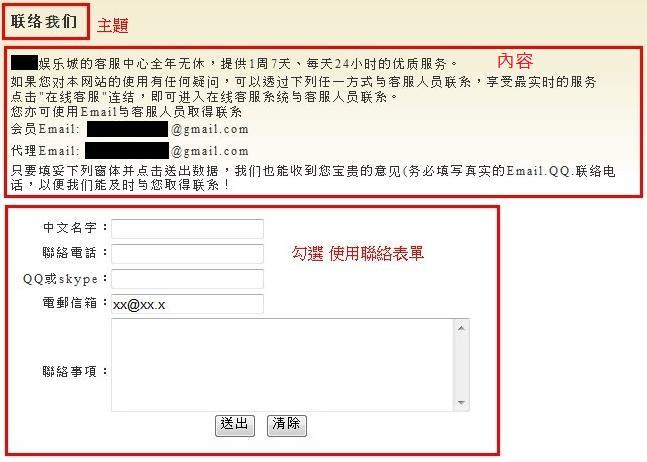 联络我们 主題
娱乐城的客服中心全年无休，提供1周7天、每天24小时的优质服务。 內容
如果您对本网站的使用有任何疑问，可以透过下列任一方式与客服人员联系，享受最实时的服务
点击"在线客服"连结，即可进入在线客服系统与客服人员联系。
您亦可使用Email与客服人员取得联系
会员Email: @gmail.com
代理Email: @gmail.com
只要填妥下列窗体并点击送出数据，我们也能收到您宝贵的意见(务必填写真实的Email.QQ.联络电
话，以便我们能及时与您取得联系！
中文名字：
聯絡電話： 勾選 使用聯絡表單
QQ或skype：
電郵信箱：xx@xx.x
聯絡事項：
送出 清除